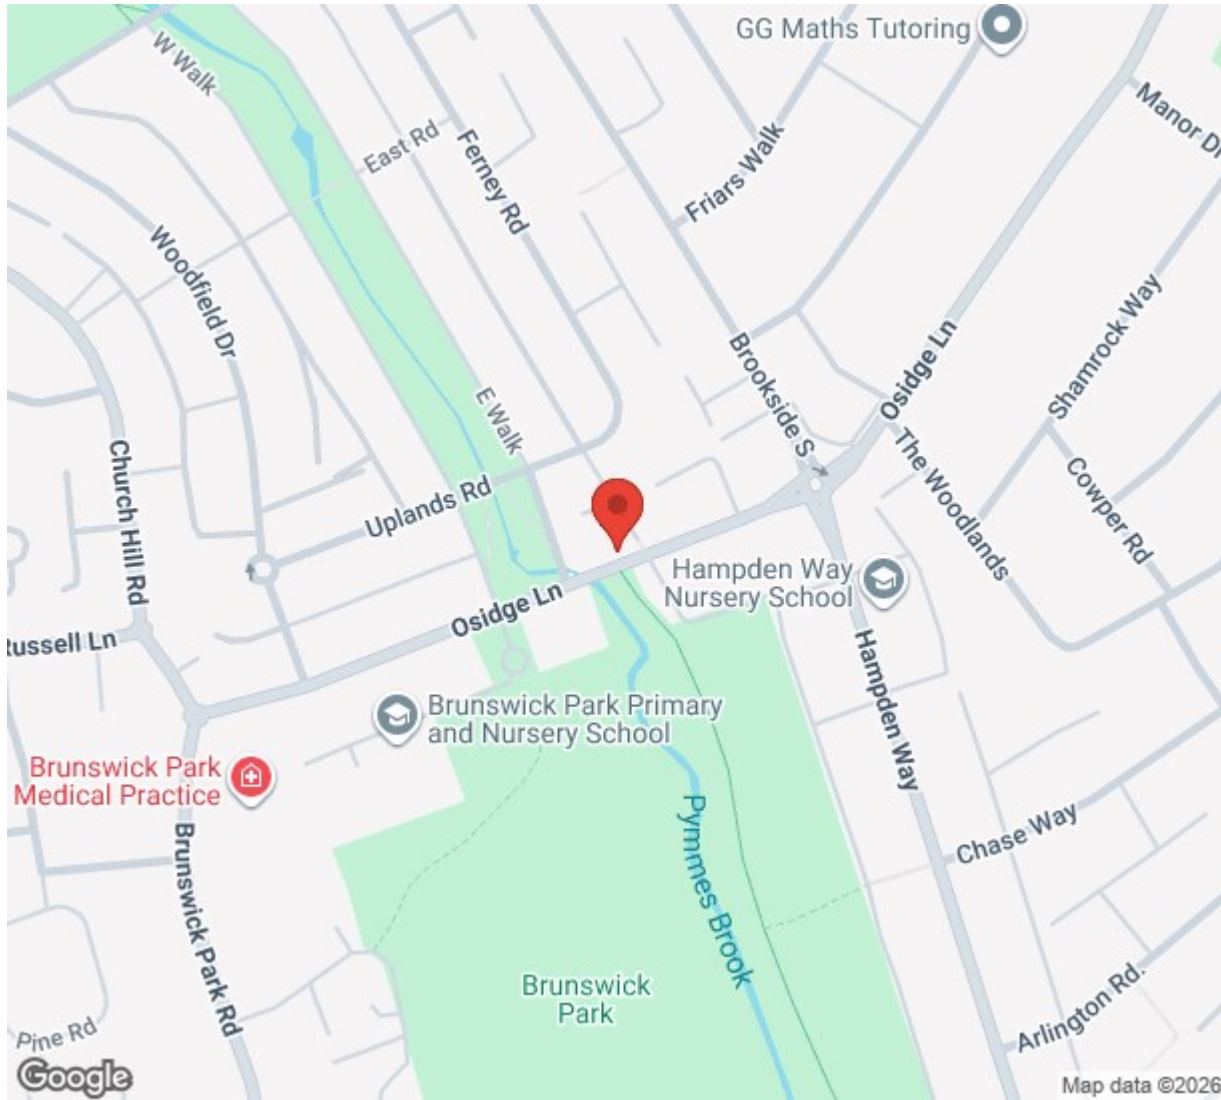 GG Maths Tutoring
W Walk
Manor Dr
East Rd
Ferney Rd
Friars Walk
Woodfield Dr
Shamrock Way
Brookside S
Osidge Ln
E Walk
Church Hill Rd
Uplands Rd
The Woodlands
Cowper Rd
Hampden Way
Nursery School
Osidge Ln
Russell Ln
Hampden Way
Brunswick Park Primary
and Nursery School
Brunswick Park
Medical Practice
Pymmes Brook
Chase Way
Brunswick Park Rd
Brunswick
Park
Arlington Rd.
Pine Rd
Google
Map data ©2026